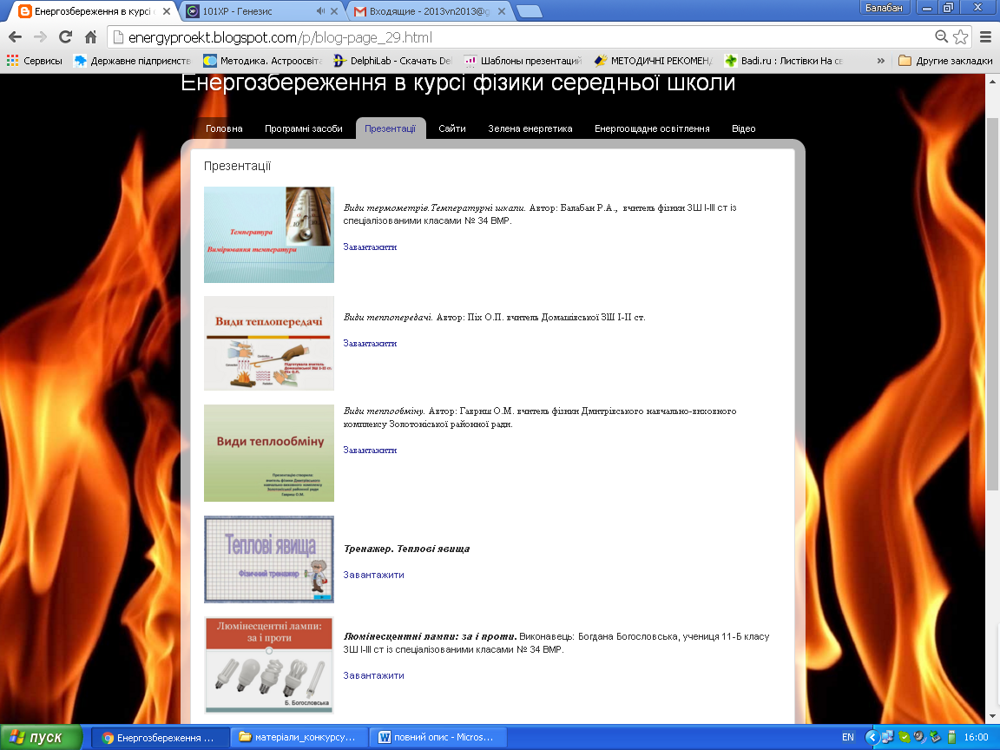 Енергозбереження в курсі ф
101XP - Генезис
Входящие - 2013vn2013@g
Балабан
energyproekt.blogspot.com/p/blog-page_29.html
Сервисы
Державне підприємст
Методика. Астроосвіта
DelphiLab - Скачать Del
Шаблоны презентаций
МЕТОДИЧНІ РЕКОМЕНД
Badi.ru : Листівки На св
»
Другие закладки
Енергозбереження в курсі фізики середньої школи
Головна
Програмні засоби
Презентації
Сайти
Зелена енергетика
Енергоощадне освітлення
Відео
Презентації
Температура
Вимірювання температури
Види термометрів.Температурні шкали. Автор: Балабан Р.А., вчитель фізики ЗШ І-ІІІ ст із
спеціалізованими класами № 34 ВМР.
Завантажити
Види теплопередачі
Підготувала вчитель
Домашівської ЗШ І-ІІ ст.
Піх О.П.
Види теплопередачі. Автор: Піх О.П. вчитель Домашівської ЗШ І-ІІ ст.
Завантажити
Види теплообміну
Презентацію створила:
вчитель фізики Дмитрівського
навчально-виховного комплексу
Золотоніської районної ради
Гавриш О.М.
Види теплообміну. Автор: Гавриш О.М. вчитель фізики Дмитрівського навчально-виховного
комплексу Золотоніської районної ради.
Завантажити
Теплові явища
Фізичний тренажер
Тренажер. Теплові явища
Завантажити
Люмінесцентні лампи:
за і проти
Б. Богословська
Люмінесцентні лампи: за і проти. Виконавець: Богдана Богословська, учениця 11-Б класу
ЗШ І-ІІІ ст із спеціалізованими класами № 34 ВМР.
Завантажити
пуск
Енергозбереження ...
матеріали_конкурсу...
повний опис - Micros...
EN
16:00